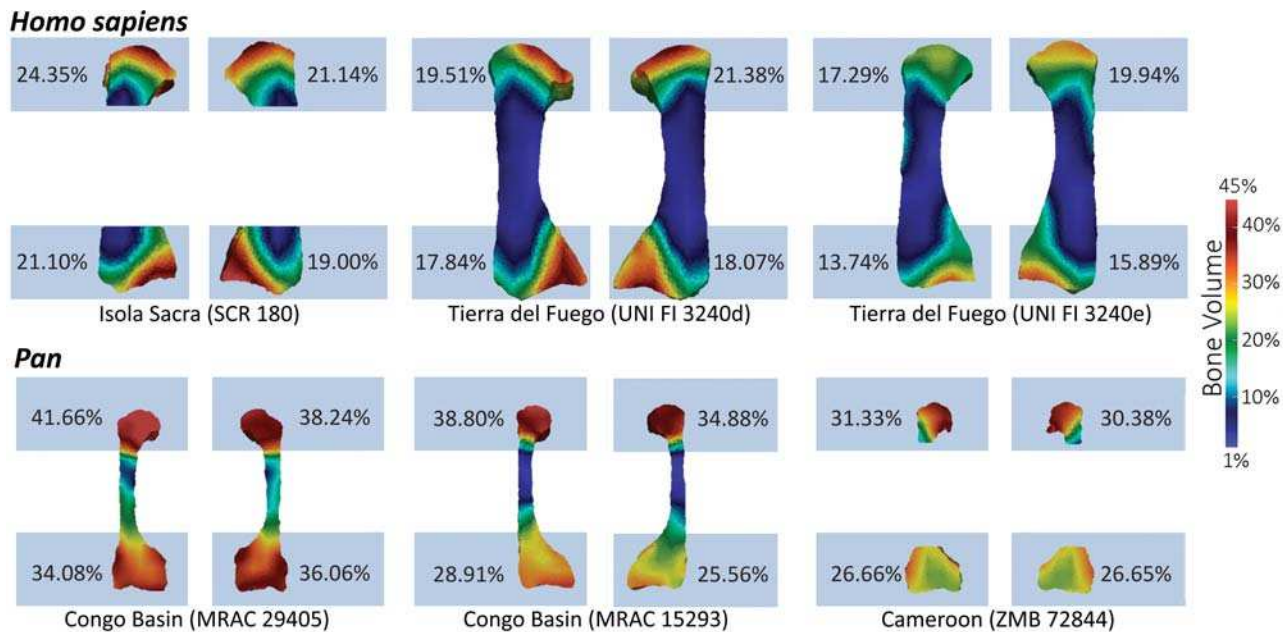 Homo sapiens
24.35% 21.14% 19.51% 21.38% 17.29% 19.94%
21.10% 19.00% 17.84% 18.07% 13.74% 15.89%
Isola Sacra (SCR 180) Tierra del Fuego (UNI FI 3240d) Tierra del Fuego (UNI FI 3240e)
45%
30%
20%
10%
1%
Bone Volume
Pan
41.66% 38.24% 38.80% 34.88% 31.33% 30.38%
34.08% 36.06% 28.91% 25.56% 26.66% 26.65%
Congo Basin (MRAC 29405) Congo Basin (MRAC 15293) Cameroon (ZMB 72844)